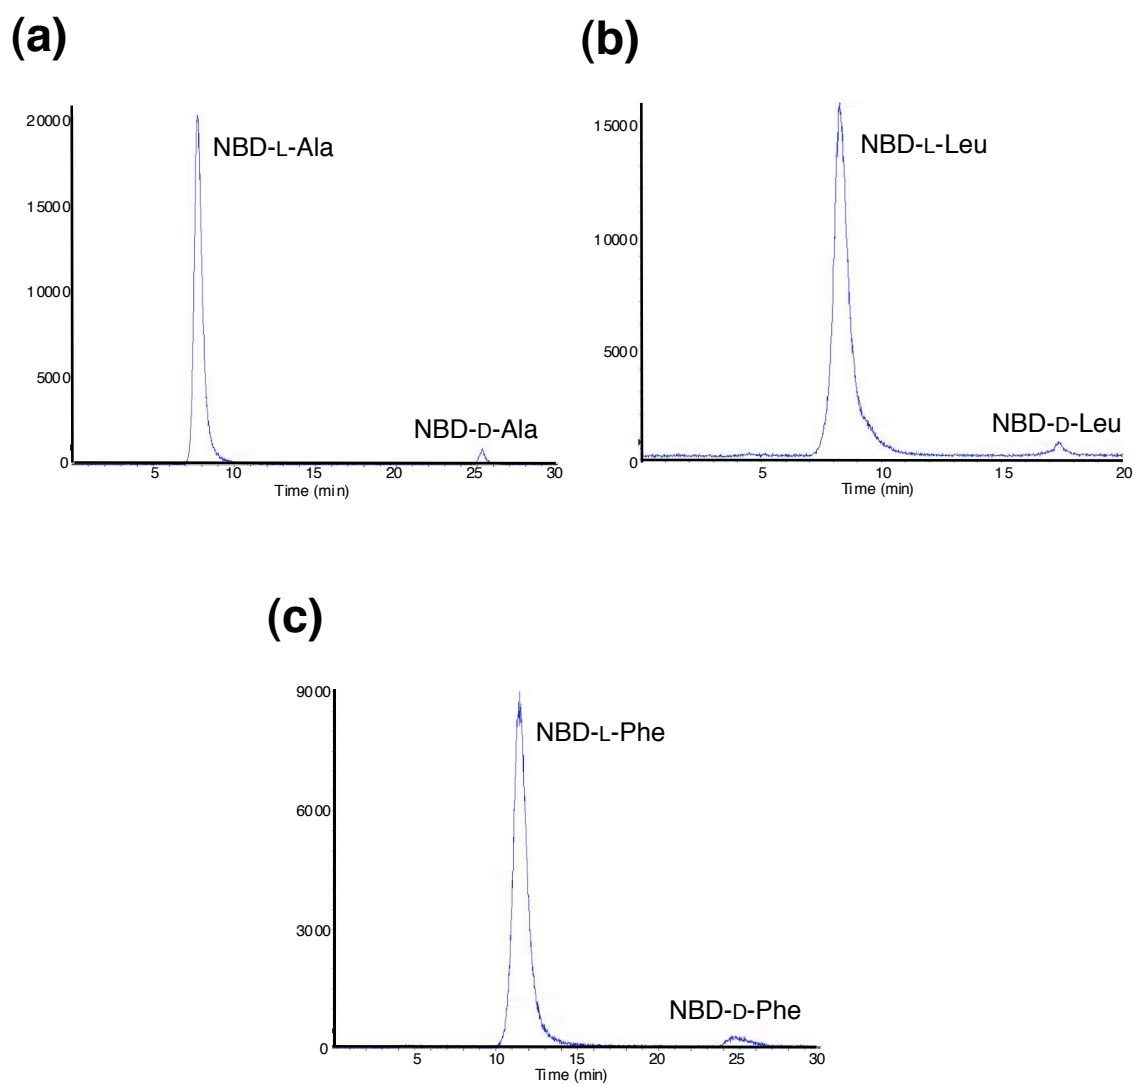 (a)
20000
NBD-L-Ala
15000
10000
5000
NBD-D-Ala
0
5 10 15 20 25 30
Time (min)
(b)
15000
NBD-L-Leu
10000
5000
NBD-D-Leu
0
5 10 15 20
Time (min)
(c)
9000
NBD-L-Phe
6000
3000
NBD-D-Phe
0
5 10 15 20 25 30
Time (min)